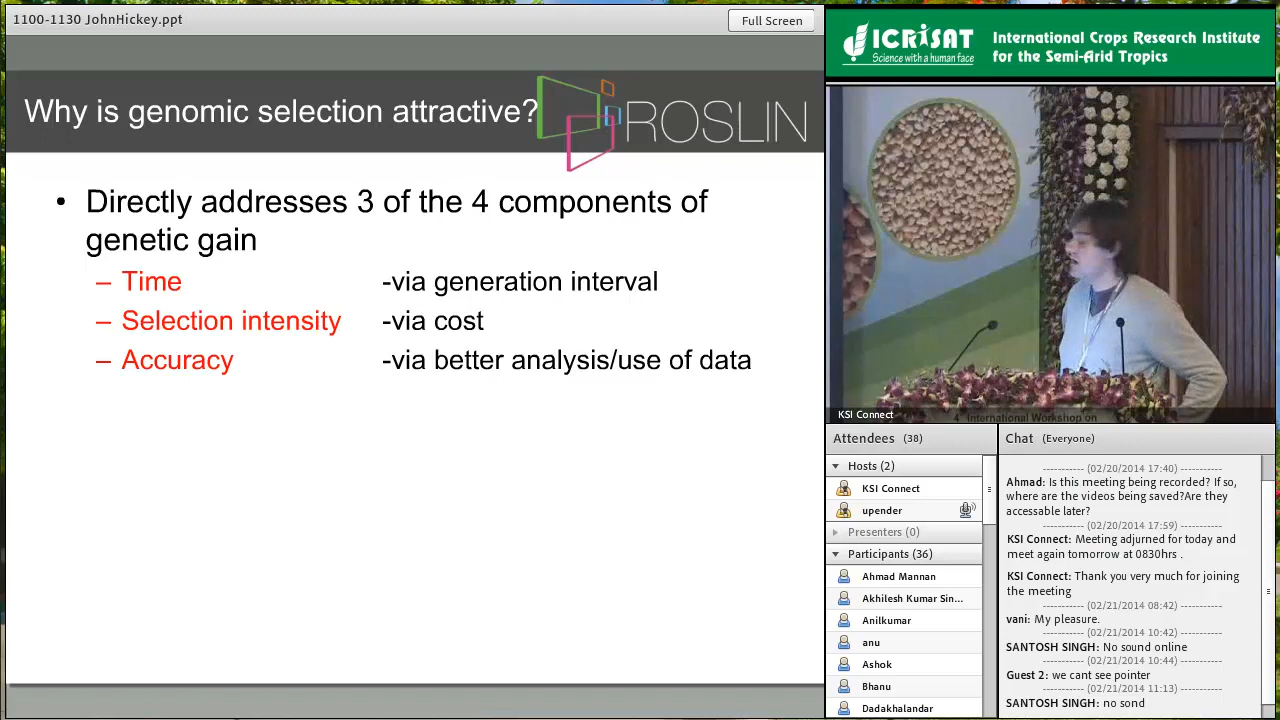 1100-1130 JohnHickey.ppt
Full Screen
Why is genomic selection attractive?
ROSLIN
• Directly addresses 3 of the 4 components of
genetic gain
– Time -via generation interval
– Selection intensity -via cost
– Accuracy -via better analysis/use of data
ICRISAT
Science with a human face
International Crops Research Institute
for the Semi-Arid Tropics
KSI Connect
4th International Workshop on
Attendees (38)
Hosts (2)
KSI Connect
upender
Presenters (0)
Participants (36)
Ahmad Mannan
Akhilesh Kumar Sin...
Anilkumar
anu
Ashok
Bhanu
Dadakhalandar
Chat (Everyone)
----------- (02/20/2014 17:40) -----------
Ahmad: Is this meeting being recorded? If so,
where are the videos being saved?Are they
accessable later?
----------- (02/20/2014 17:59) -----------
KSI Connect: Meeting adjurned for today and
meet again tomorrow at 0830hrs .
KSI Connect: Thank you very much for joining
the meeting
----------- (02/21/2014 08:42) -----------
vani: My pleasure.
----------- (02/21/2014 10:42) -----------
SANTOSH SINGH: No sound online
----------- (02/21/2014 10:44) -----------
Guest 2: we cant see pointer
----------- (02/21/2014 11:13) -----------
SANTOSH SINGH: no sond